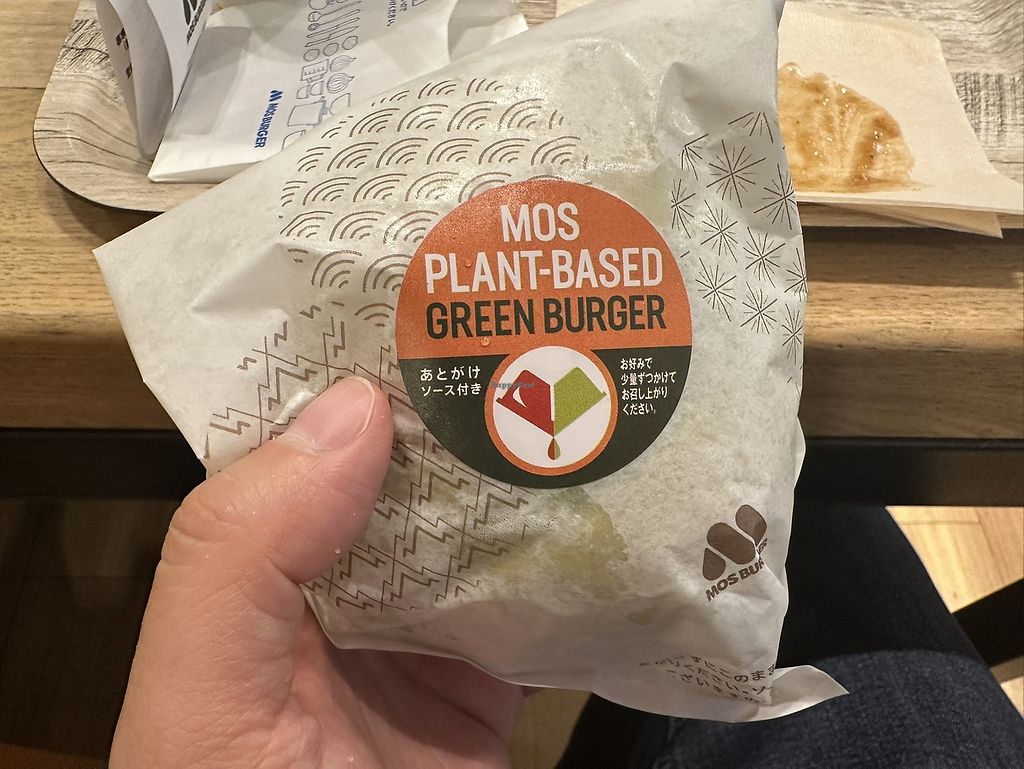 MOS BURGER
MOS
PLANT-BASED
GREEN BURGER
あとがけ
ソース付き
お好みで
少量ずつかけて
お召し上がり
ください。
HappyCow
MOS BURGER